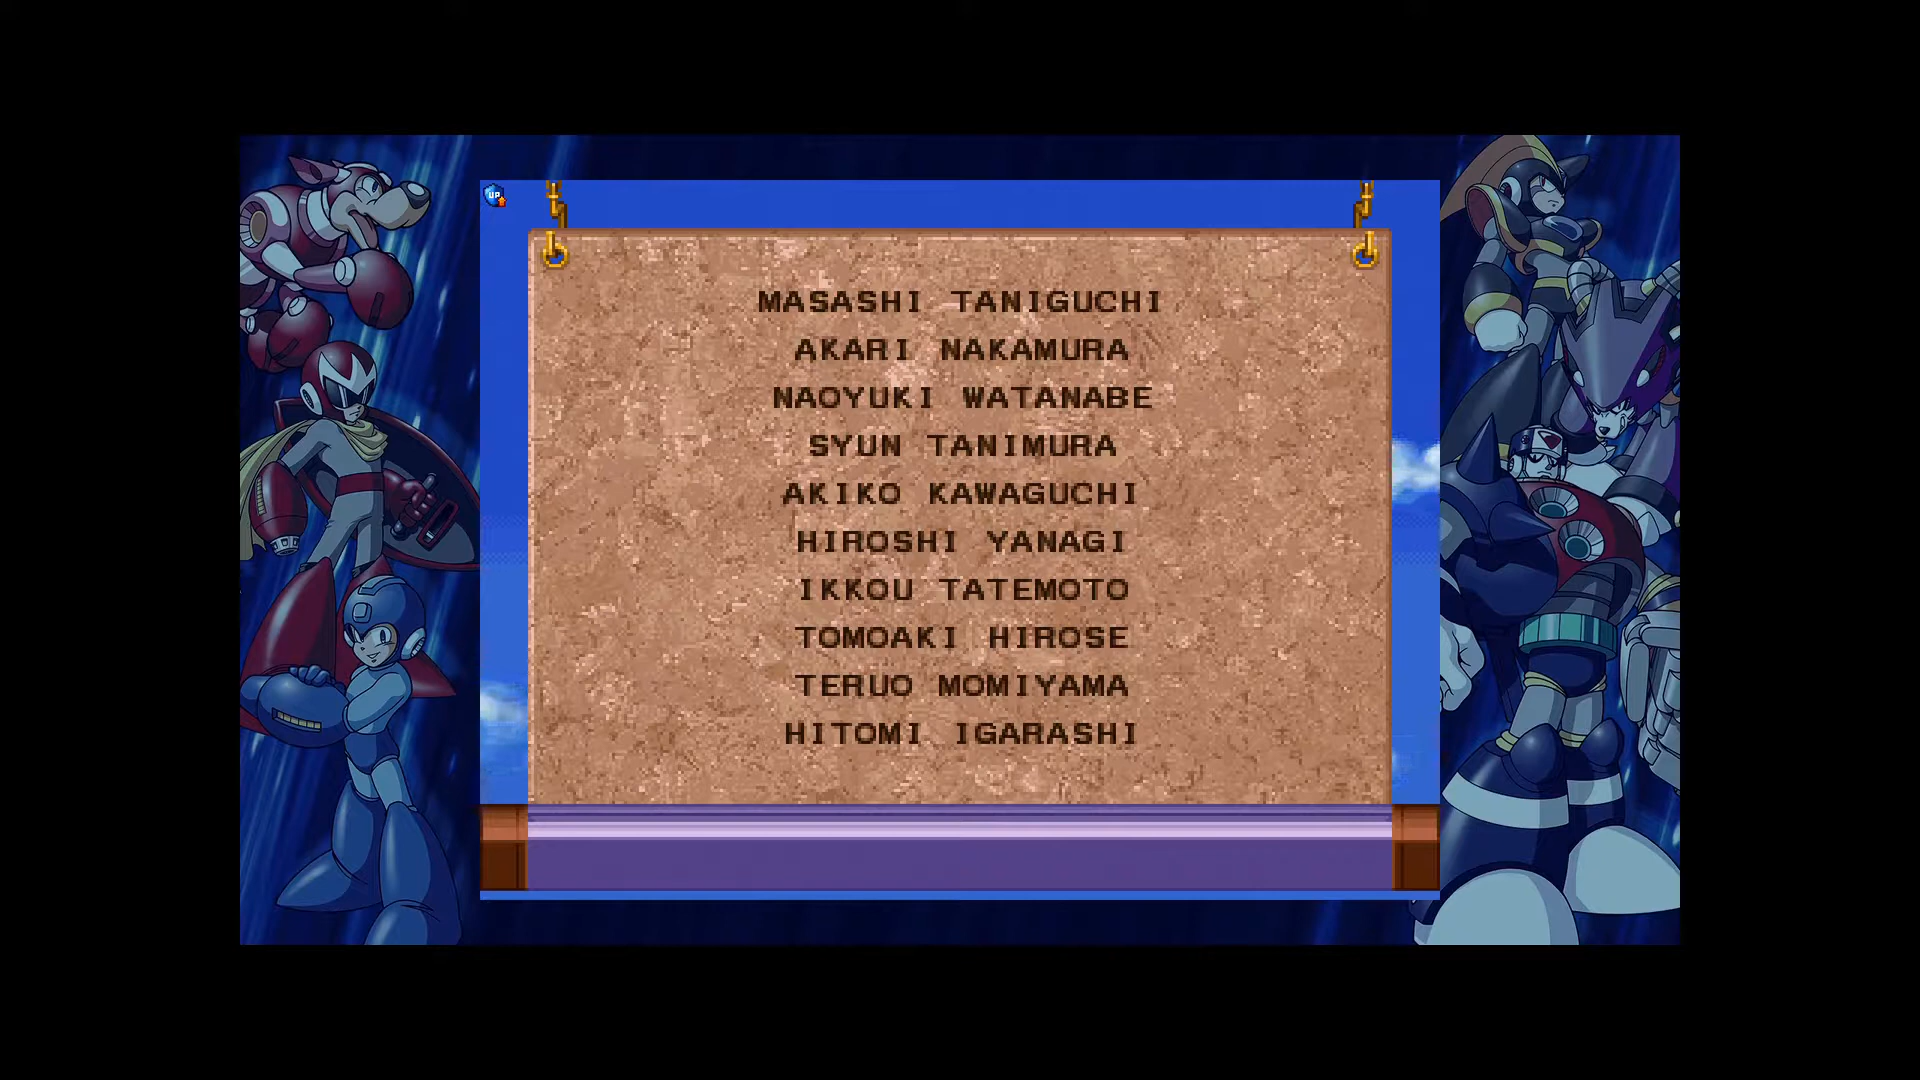 UP
MASASHI TANIGUCHI
AKARI NAKAMURA
NAOYUKI WATANABE
SYUN TANIMURA
AKIKO KAWAGUCHI
HIROSHI YANAGI
IKKOU TATEMOTO
TOMOAKI HIROSE
TERUO MOMIYAMA
HITOMI IGARASHI